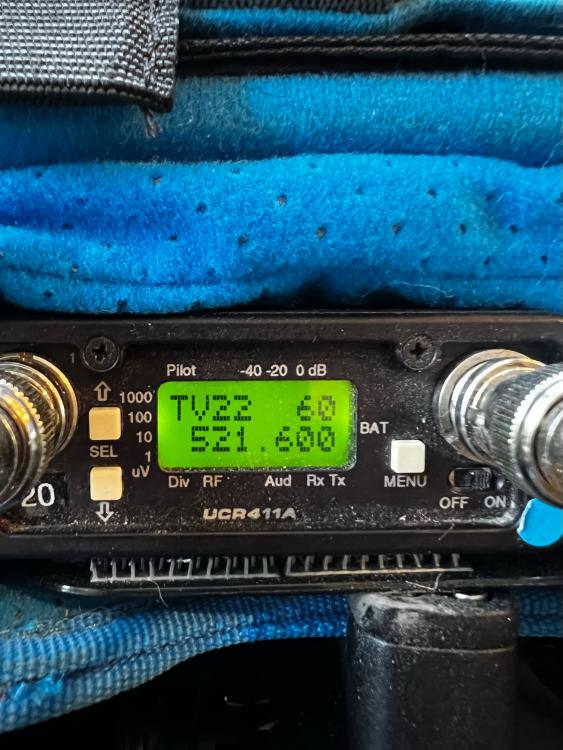 1
Pilot -40 -20 0 dB
1000
100
10
1
uV
SEL
TV22 60
521.600
BAT
MENU
Div RF Aud Rx Tx
OFF ON
20
UCR411A